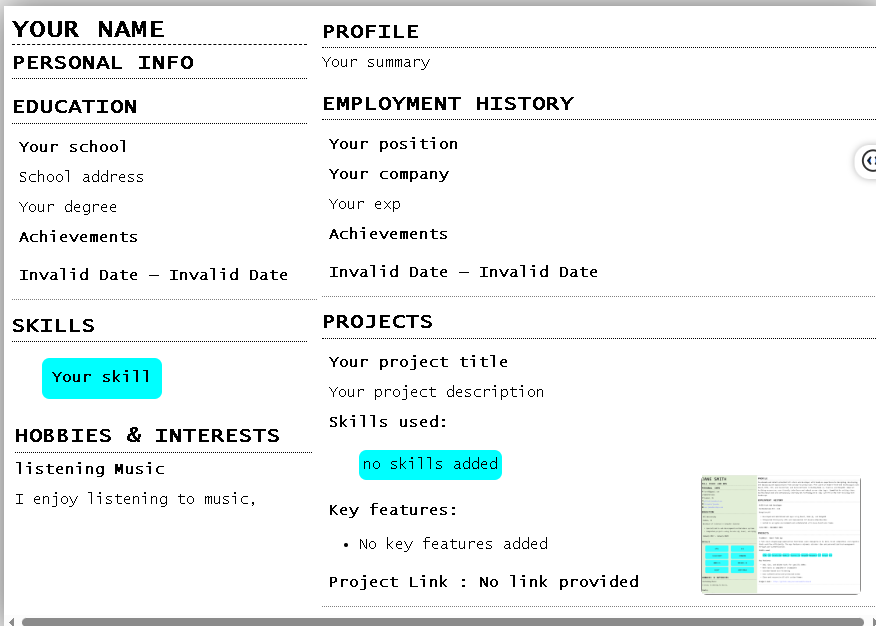 YOUR NAME
PERSONAL INFO
EDUCATION
Your school
School address
Your degree
Achievements
Invalid Date — Invalid Date
SKILLS
Your skill
HOBBIES & INTERESTS
listening Music
I enjoy listening to music,
PROFILE
Your summary
EMPLOYMENT HISTORY
Your position
Your company
Your exp
Achievements
Invalid Date — Invalid Date
PROJECTS
Your project title
Your project description
Skills used:
no skills added
Key features:
• No key features added
Project Link : No link provided
JANE SMITH